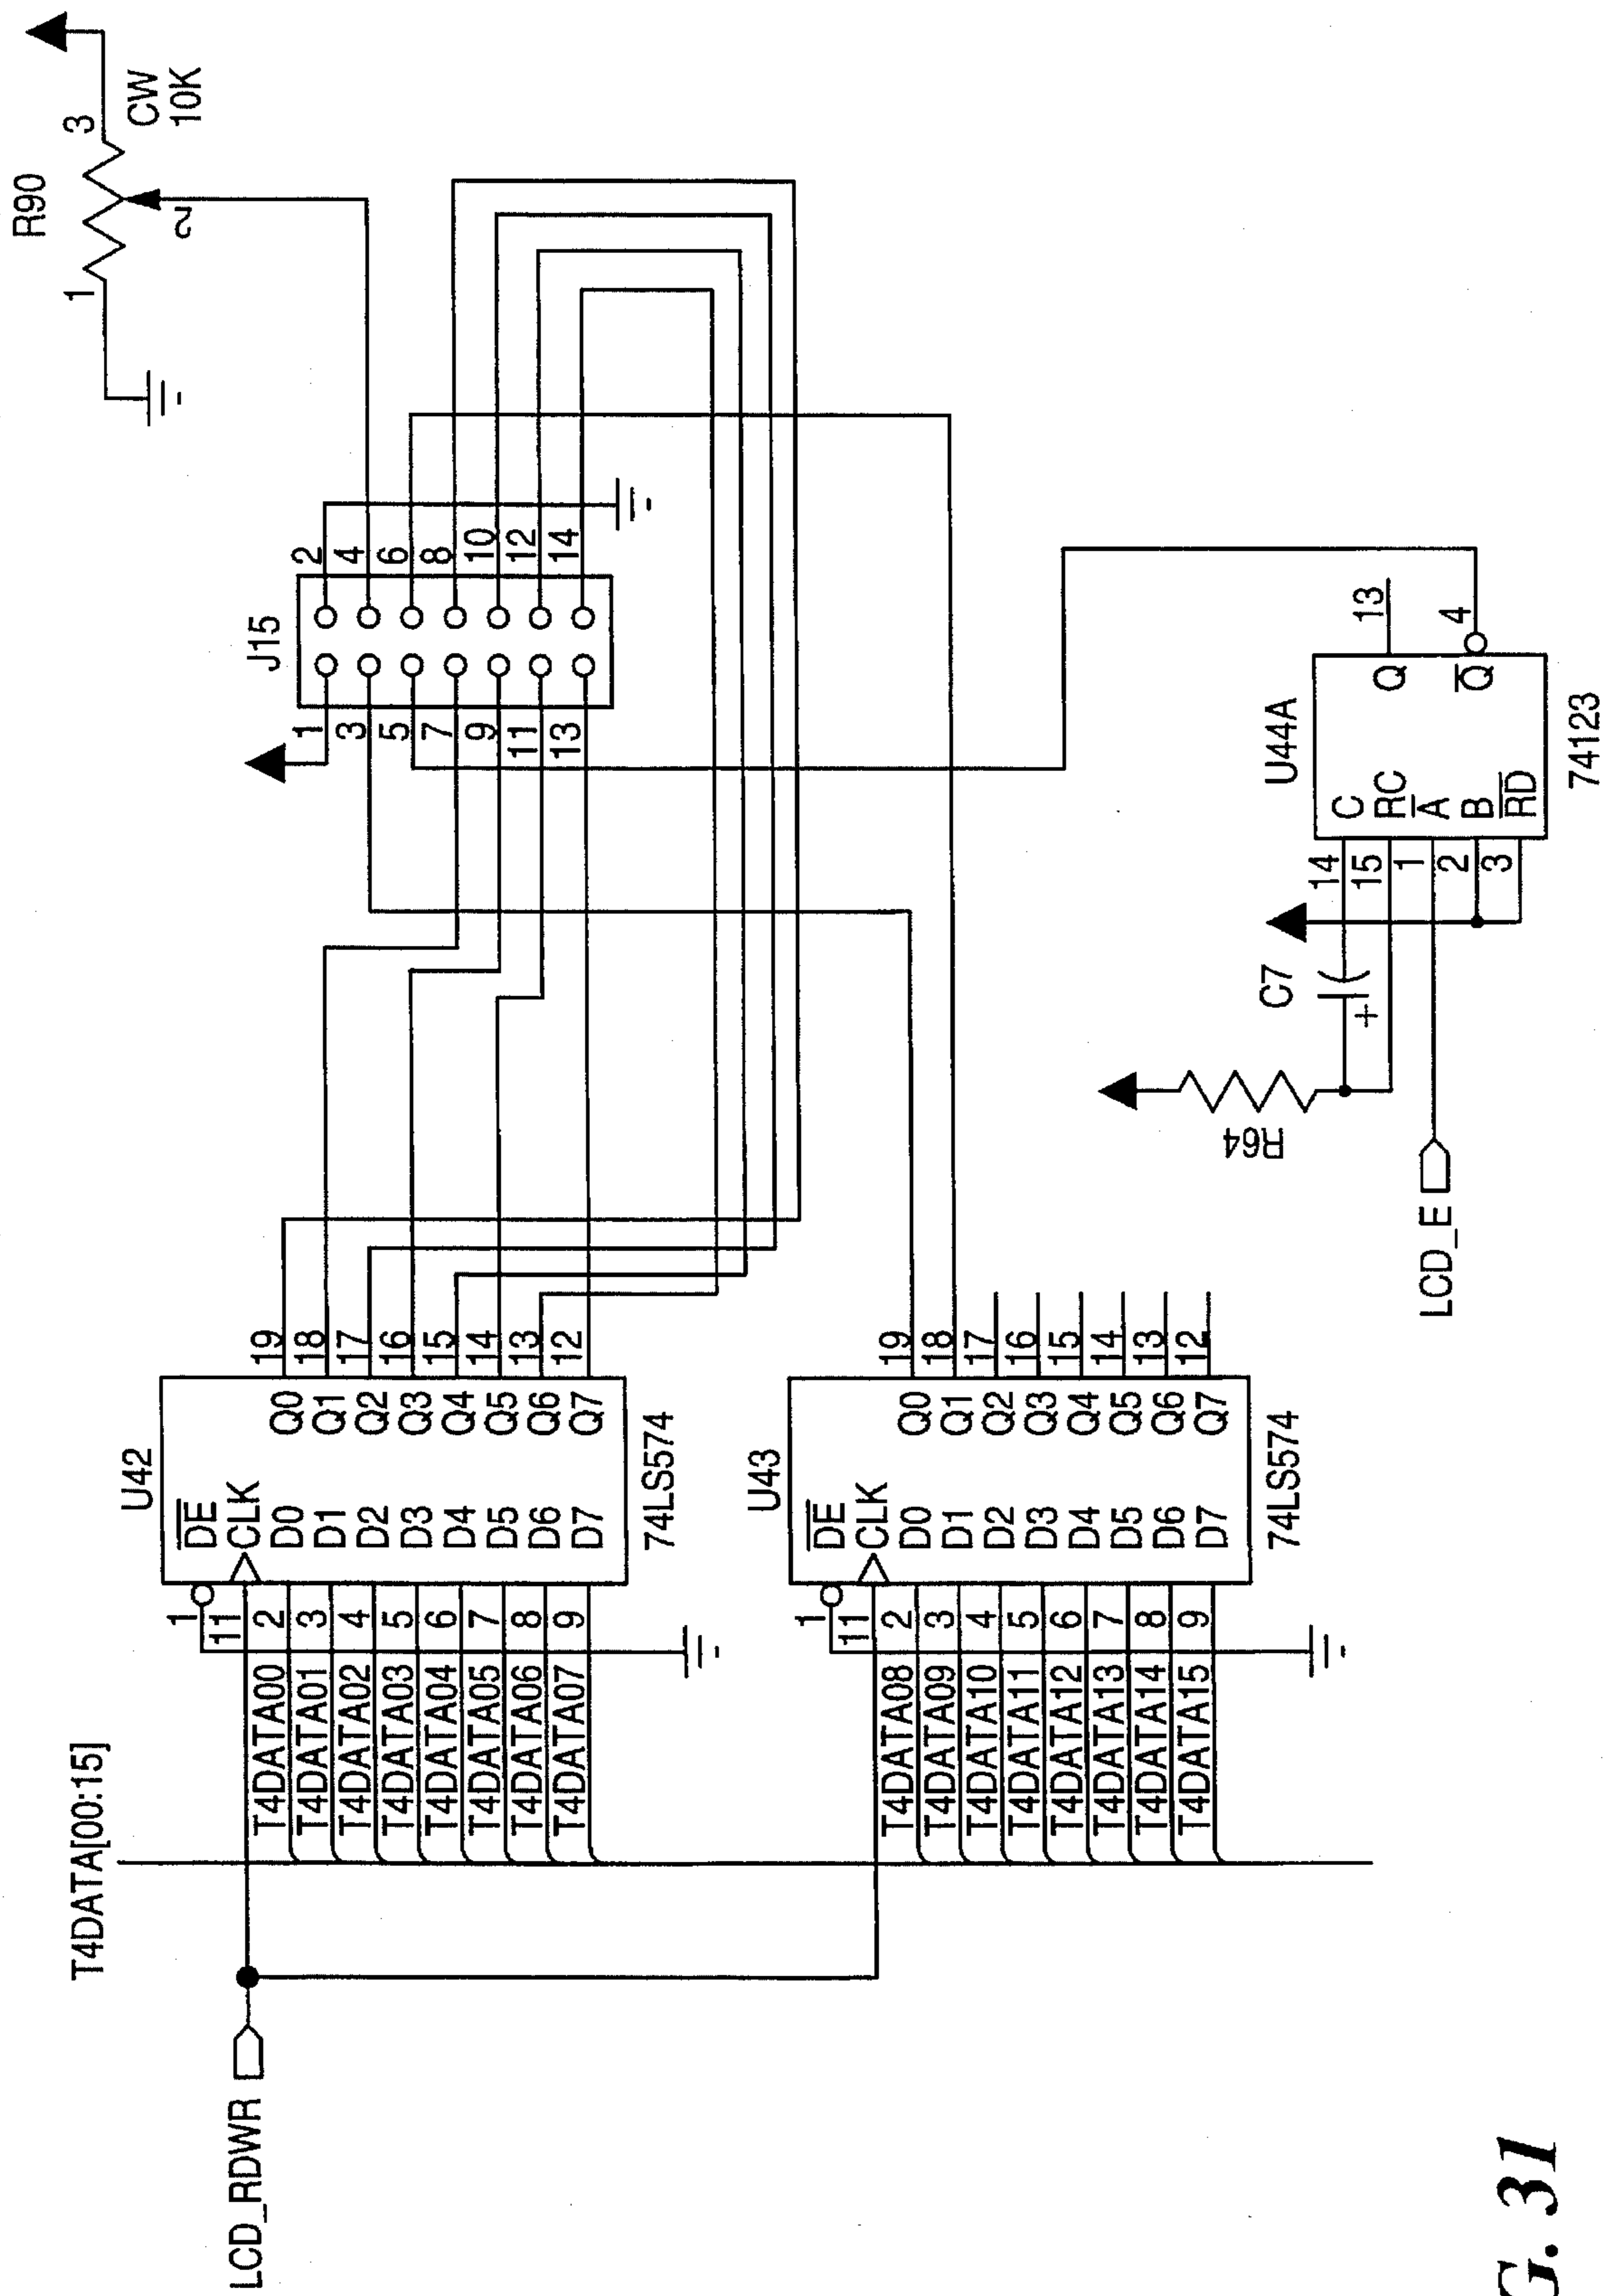 T4DATA[00:15]
LCD_RDWR
U42
1 DE
11 CLK
T4DATA00 2 D0 Q0 19
T4DATA01 3 D1 Q1 18
T4DATA02 4 D2 Q2 17
T4DATA03 5 D3 Q3 16
T4DATA04 6 D4 Q4 15
T4DATA05 7 D5 Q5 14
T4DATA06 8 D6 Q6 13
T4DATA07 9 D7 Q7 12
74LS574
U43
1 DE
11 CLK
T4DATA08 2 D0 Q0 19
T4DATA09 3 D1 Q1 18
T4DATA10 4 D2 Q2 17
T4DATA11 5 D3 Q3 16
T4DATA12 6 D4 Q4 15
T4DATA13 7 D5 Q5 14
T4DATA14 8 D6 Q6 13
T4DATA15 9 D7 Q7 12
74LS574
J15
1 2
3 4
5 6
7 8
9 10
11 12
13 14
R90
1 3
2
CW
10K
U44A
C7
+
R64
LCD_E
14 C
15 RC Q 13
1 A
2 B Q 4
3 RD
74123
G. 31